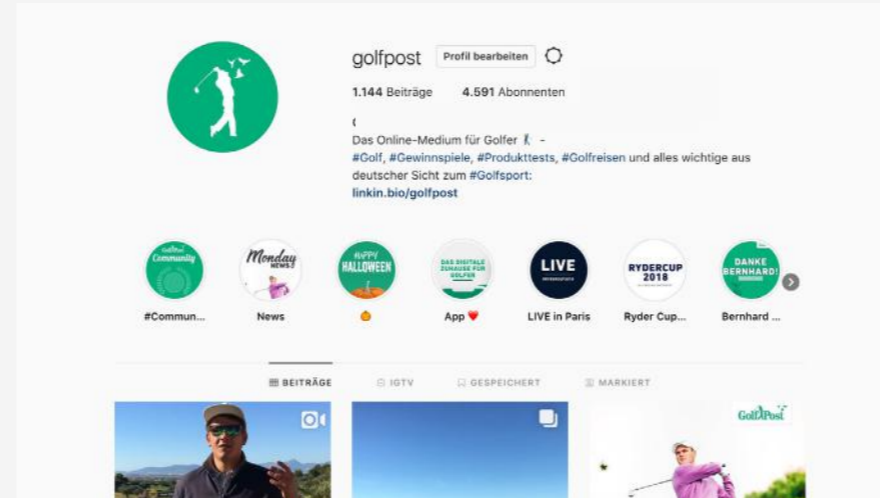 golfpost Profil bearbeiten
1.144 Beiträge 4.591 Abonnenten
(
Das Online-Medium für Golfer -
#Golf, #Gewinnspiele, #Produkttests, #Golfreisen und alles wichtige aus
deutscher Sicht zum #Golfsport:
linkin.bio/golfpost
Community
Monday
NEWS
HAPPY
HALLOWEEN
DAS DIGITALE
ZUHAUSE FÜR
GOLFER
LIVE
RYDERCUP
2018
DANKE
BERNHARD!
#Commun... News App LIVE in Paris Ryder Cup... Bernhard ...
BEITRÄGE IGTV GESPEICHERT MARKIERT
Golf Post